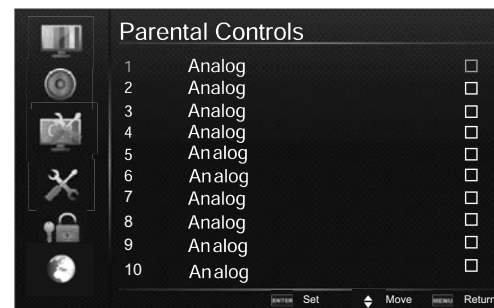 Parental Controls
1 Analog
2 Analog
3 Analog
4 Analog
5 Analog
6 Analog
7 Analog
8 Analog
9 Analog
10 Analog
ENTER Set Move MENU Return